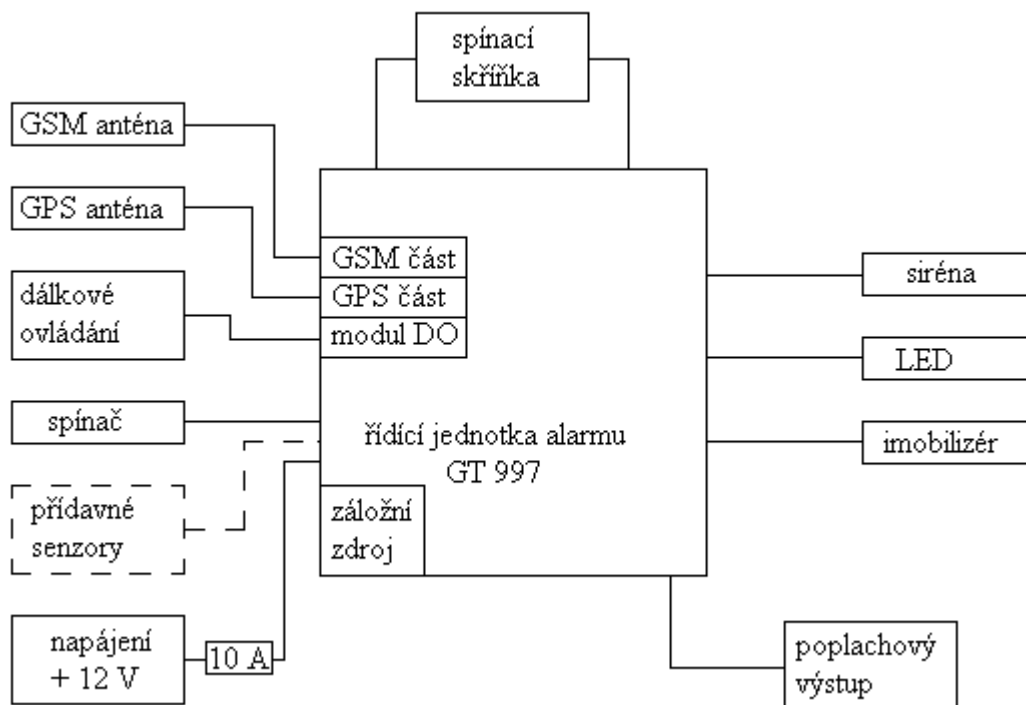 spínací
skříňka
GSM anténa
GPS anténa
dálkové
ovládání
spínač
přídavné
senzory
napájení
+ 12 V
10 A
GSM část
GPS část
modul DO
řídící jednotka alarmu
GT 997
záložní
zdroj
siréna
LED
imobilizér
poplachový
výstup